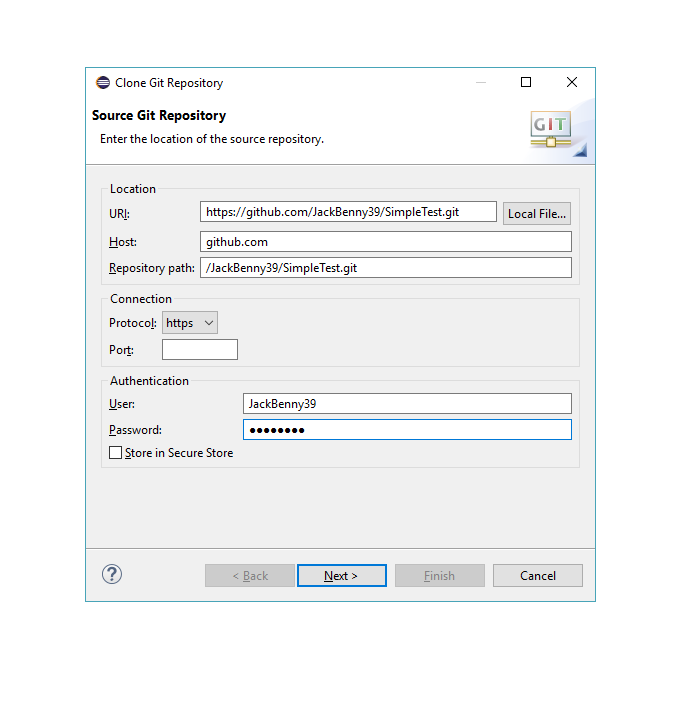 Clone Git Repository
Source Git Repository
Enter the location of the source repository.
GIT
Location
URI: https://github.com/JackBenny39/SimpleTest.git Local File...
Host: github.com
Repository path: /JackBenny39/SimpleTest.git
Connection
Protocol: https
Port:
Authentication
User: JackBenny39
Password: ●●●●●●●●
Store in Secure Store
? < Back Next > Finish Cancel